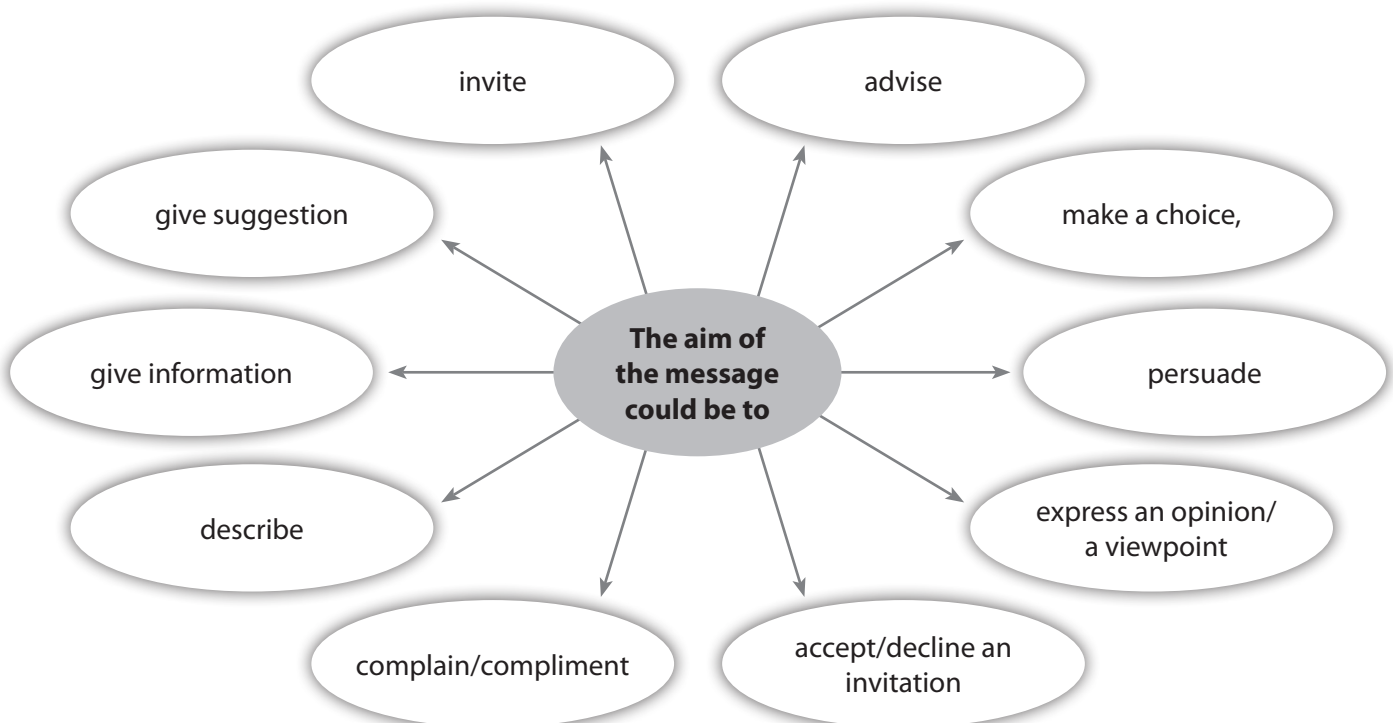 invite
advise
give suggestion
make a choice,
The aim of
the message
could be to
give information
persuade
describe
express an opinion/
a viewpoint
complain/compliment
accept/decline an
invitation